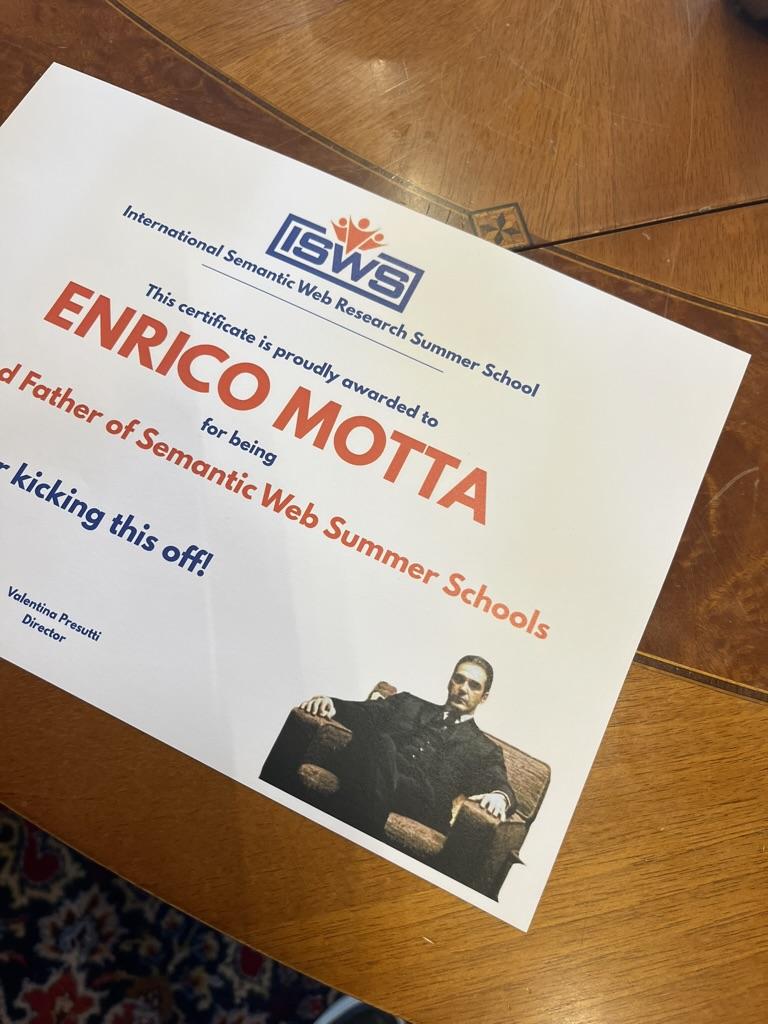 ISWS
International Semantic Web Research Summer School
This certificate is proudly awarded to
ENRICO MOTTA
for being
d Father of Semantic Web Summer Schools
r kicking this off!
Valentina Presutti
Director